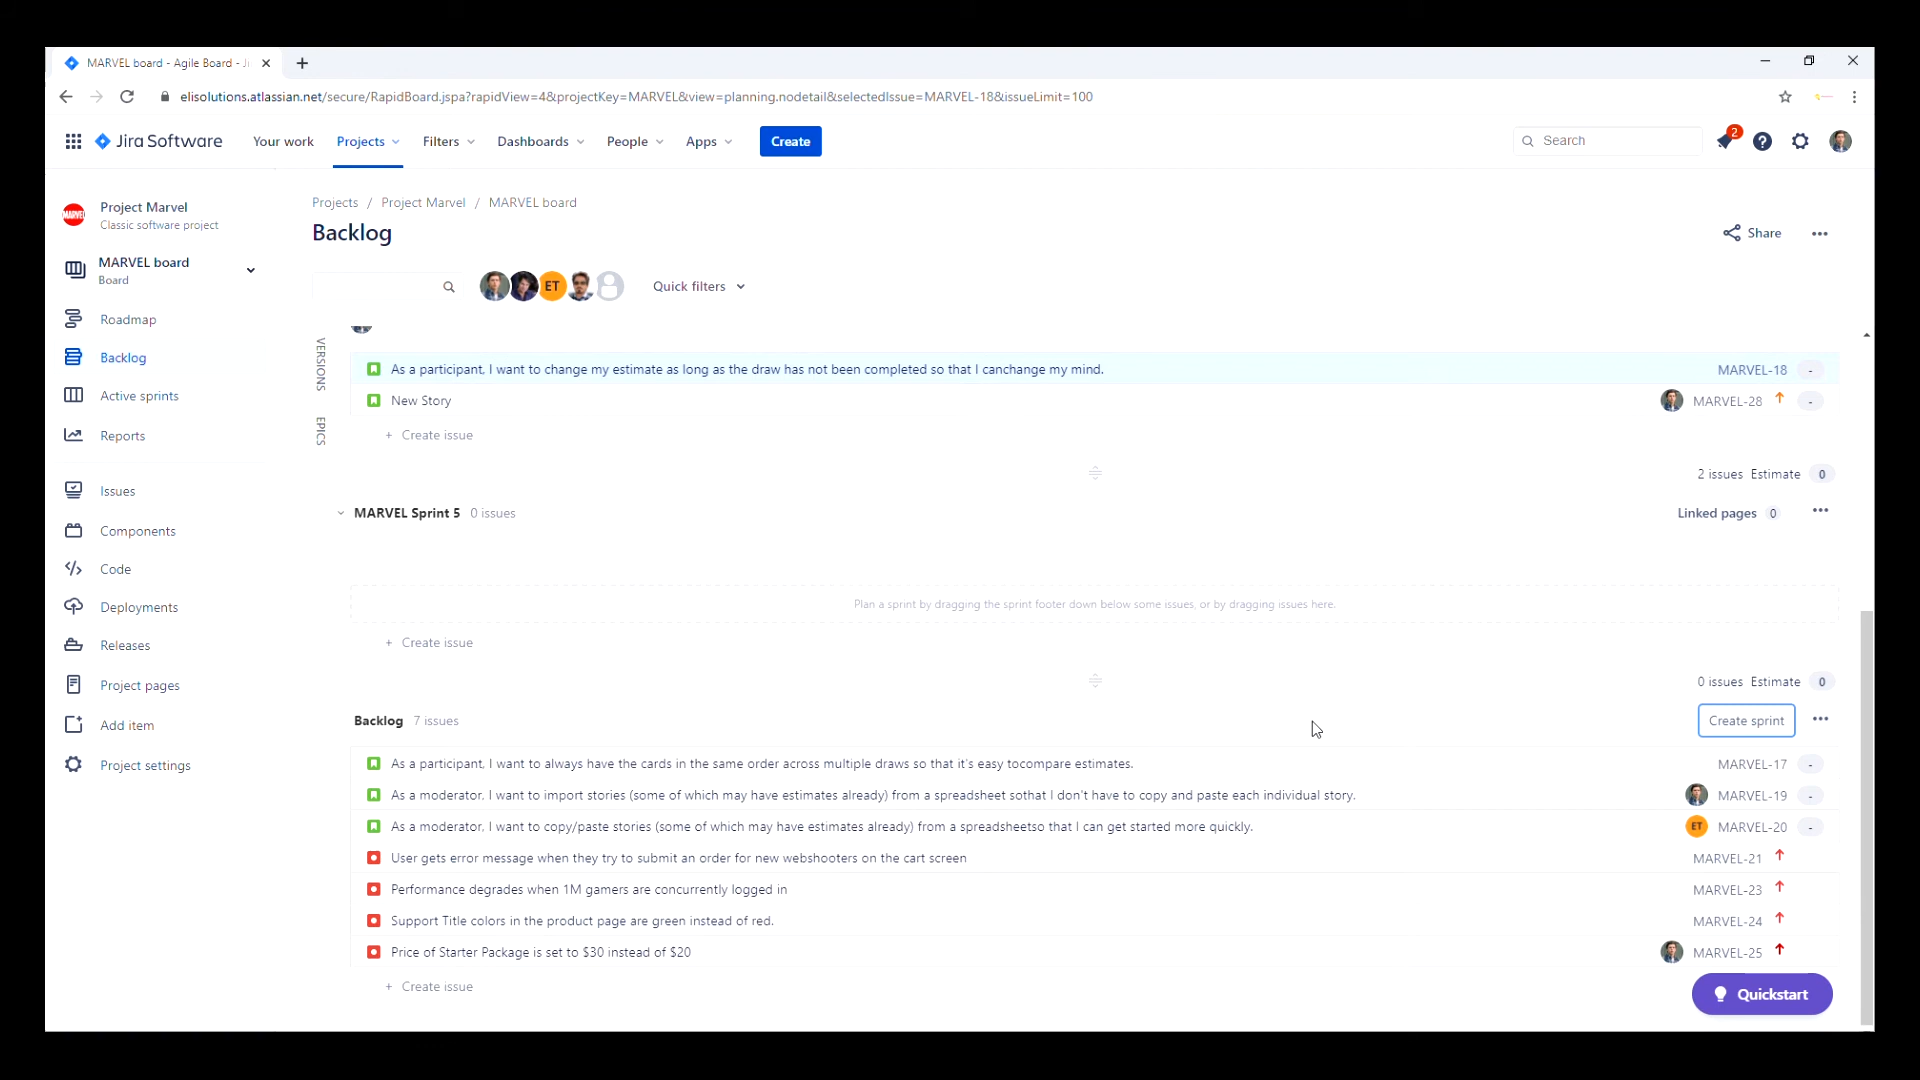 MARVEL board - Agile Board - Ji
elisolutions.atlassian.net/secure/RapidBoard.jspa?rapidView=4&projectKey=MARVEL&view=planning.nodetail&selectedIssue=MARVEL-18&issueLimit=100
Jira Software Your work Projects Filters Dashboards People Apps Create Search 2
Project Marvel
Classic software project
MARVEL board
Board
Roadmap
Backlog
Active sprints
Reports
Issues
Components
Code
Deployments
Releases
Project pages
Add item
Project settings
MARVEL
Projects / Project Marvel / MARVEL board
Backlog
Share
ET
Quick filters
VERSIONS
EPICS
As a participant, I want to change my estimate as long as the draw has not been completed so that I canchange my mind. MARVEL-18 -
New Story MARVEL-28 -
+ Create issue
2 issues Estimate 0
MARVEL Sprint 5 0 issues Linked pages 0
Plan a sprint by dragging the sprint footer down below some issues, or by dragging issues here.
+ Create issue
0 issues Estimate 0
Backlog 7 issues Create sprint
As a participant, I want to always have the cards in the same order across multiple draws so that it's easy tocompare estimates. MARVEL-17 -
As a moderator, I want to import stories (some of which may have estimates already) from a spreadsheet sothat I don't have to copy and paste each individual story. MARVEL-19 -
As a moderator, I want to copy/paste stories (some of which may have estimates already) from a spreadsheetso that I can get started more quickly. ET MARVEL-20 -
User gets error message when they try to submit an order for new webshooters on the cart screen MARVEL-21
Performance degrades when 1M gamers are concurrently logged in MARVEL-23
Support Title colors in the product page are green instead of red. MARVEL-24
Price of Starter Package is set to $30 instead of $20 MARVEL-25
+ Create issue
Quickstart